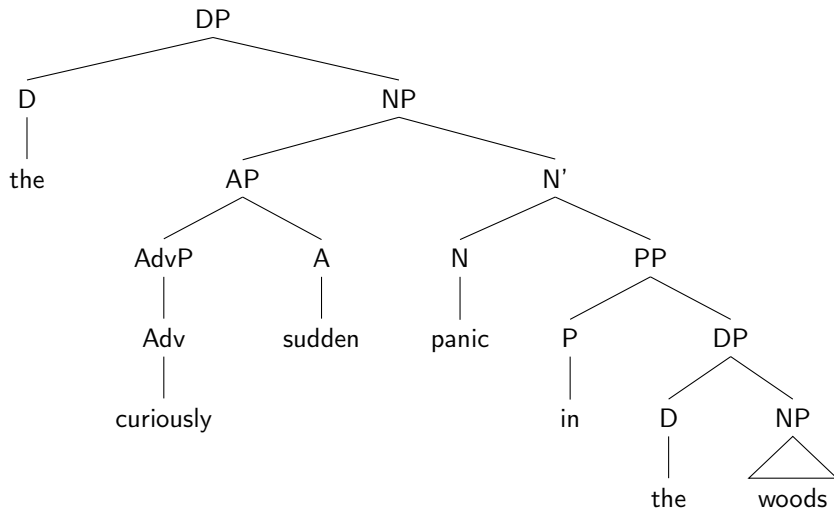 DP
D NP
the AP N'
AdvP A N PP
Adv sudden panic P DP
curiously in D NP
the woods